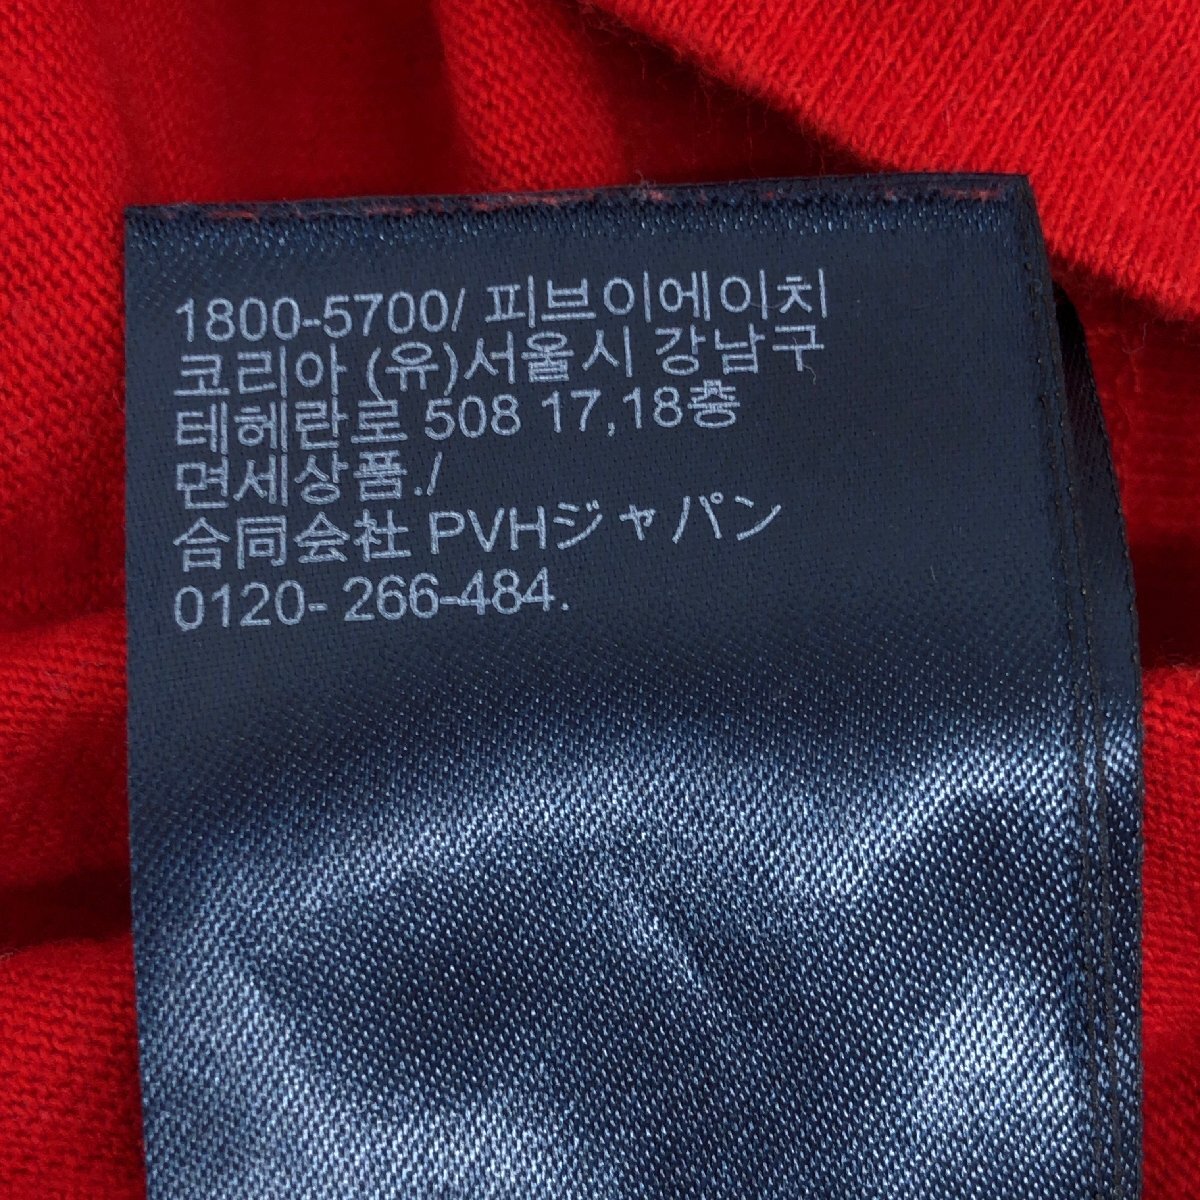 1800-5700/ 피브이에이치
코리아 (유)서울시 강남구
테헤란로 508 17,18층
면세상품./
合同会社 PVHジャパン
0120- 266-484.